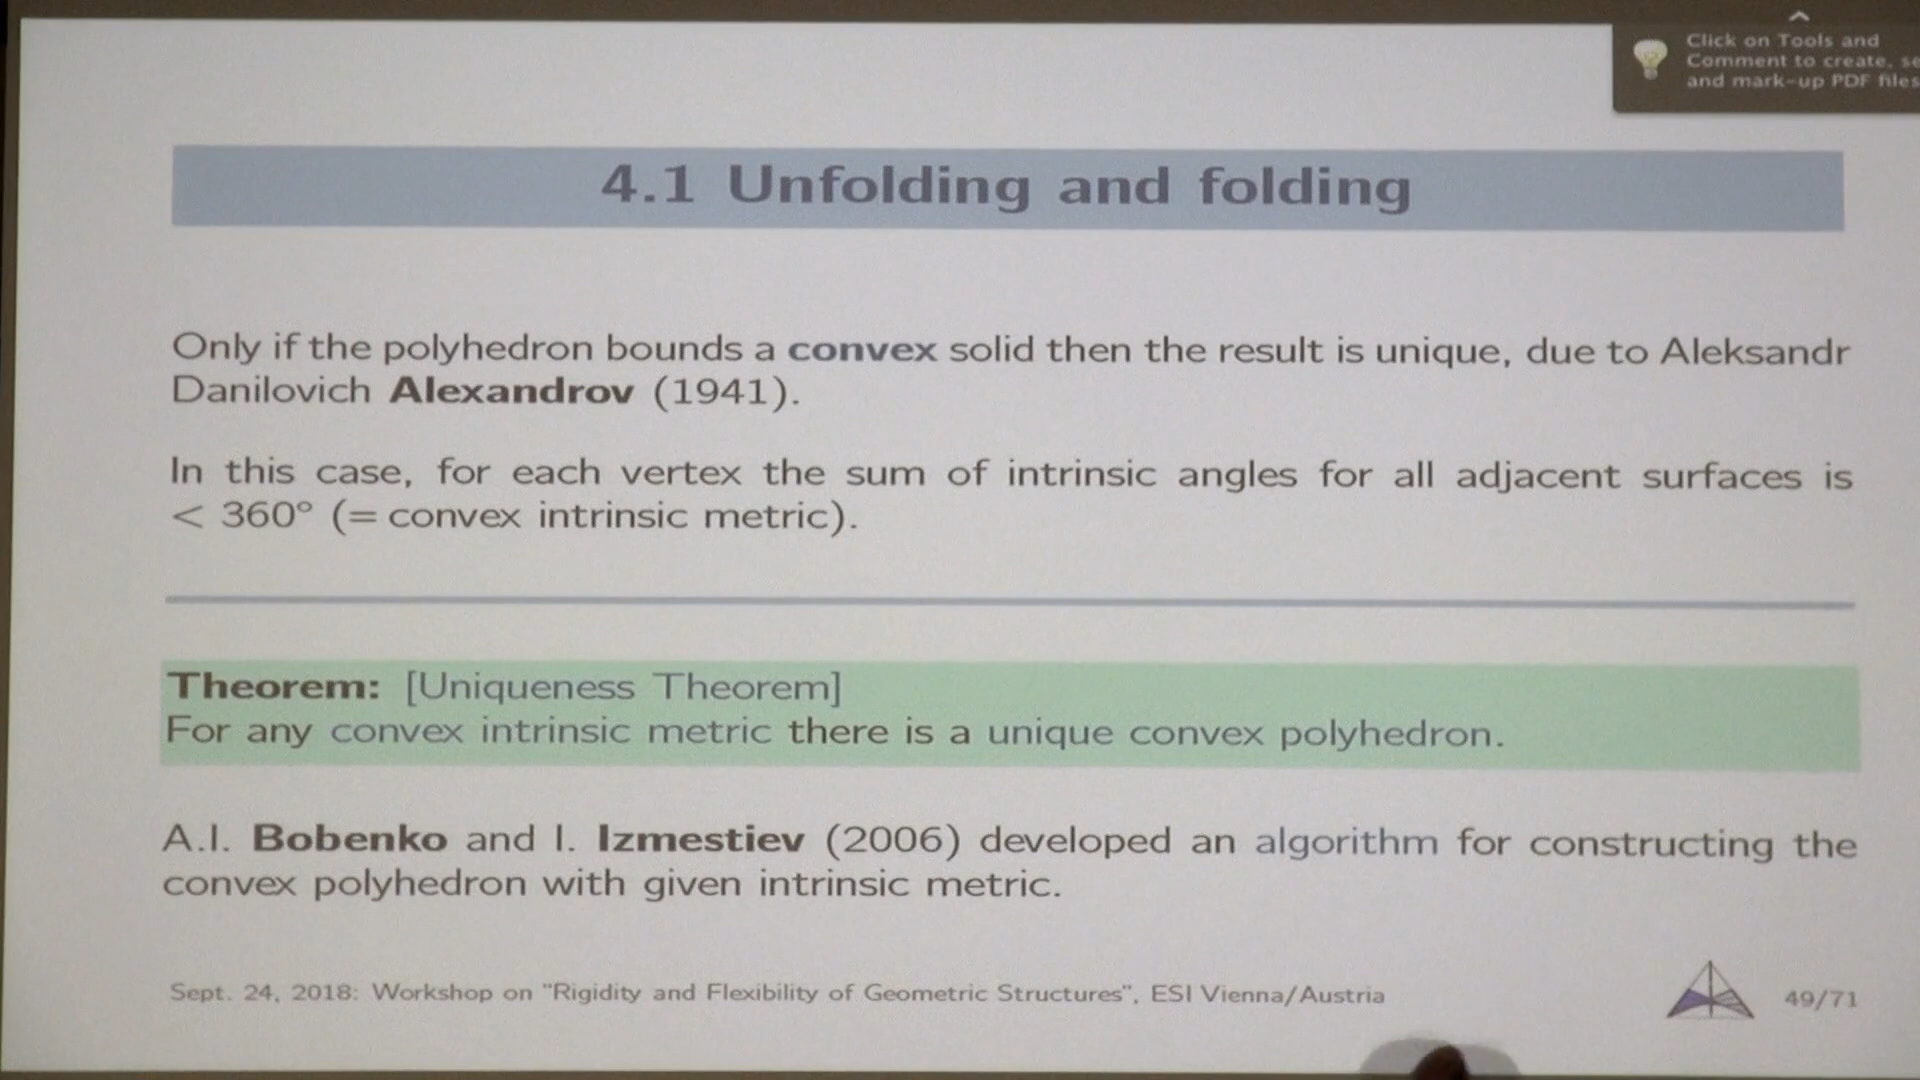 Click on Tools and
Comment to create, se
and mark-up PDF files
4.1 Unfolding and folding
Only if the polyhedron bounds a convex solid then the result is unique, due to Aleksandr
Danilovich Alexandrov (1941).
In this case, for each vertex the sum of intrinsic angles for all adjacent surfaces is
< 360° (= convex intrinsic metric).
Theorem: [Uniqueness Theorem]
For any convex intrinsic metric there is a unique convex polyhedron.
A.I. Bobenko and I. Izmestiev (2006) developed an algorithm for constructing the
convex polyhedron with given intrinsic metric.
Sept. 24, 2018: Workshop on "Rigidity and Flexibility of Geometric Structures", ESI Vienna/Austria
49/71